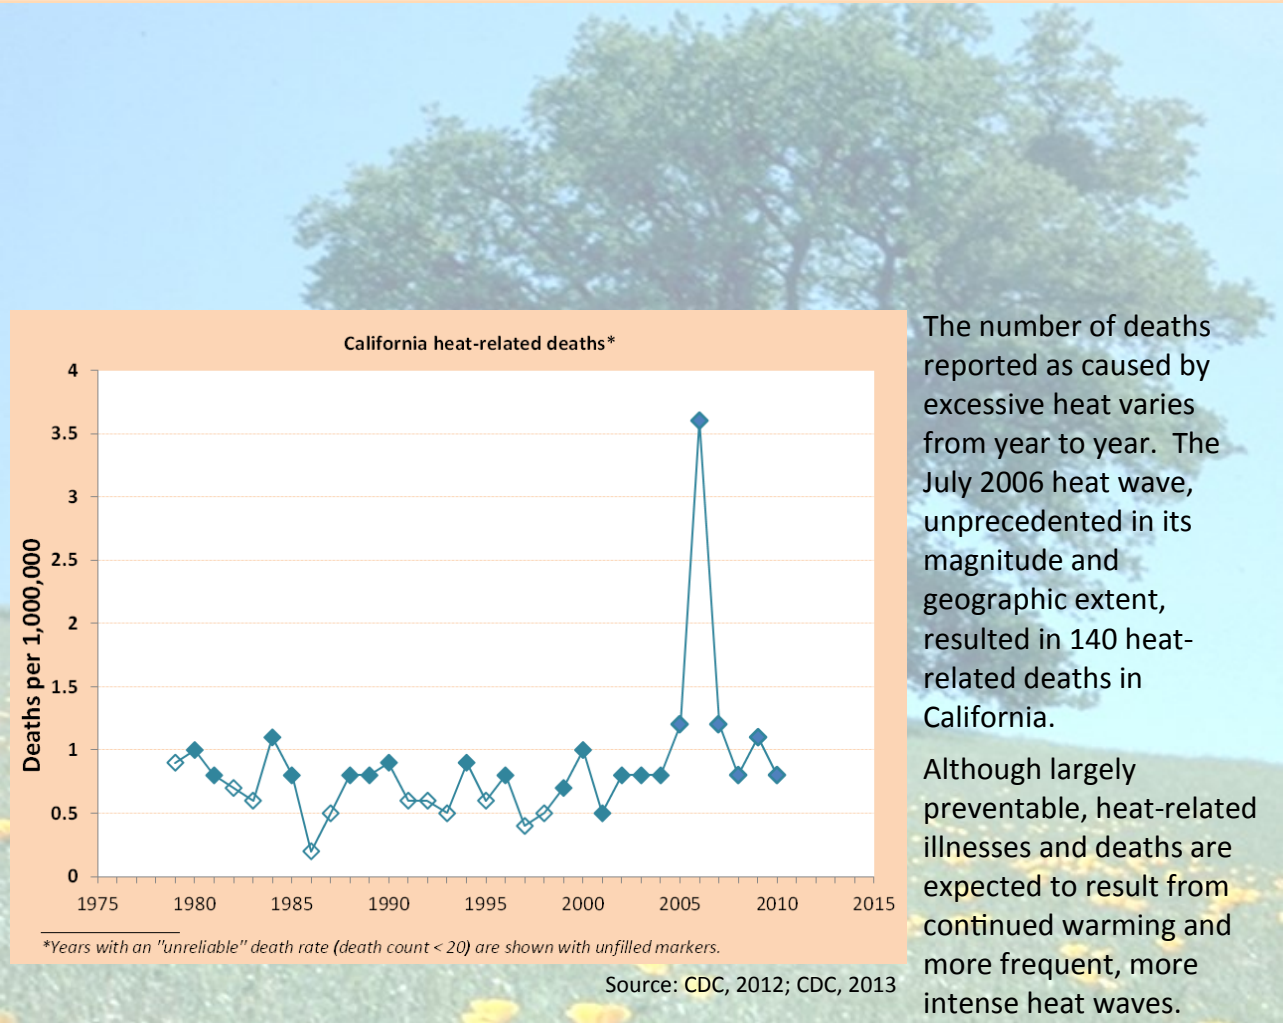 California heat-related deaths*
4
3.5
3
2.5
2
1.5
1
0.5
0
Deaths per 1,000,000
1975 1980 1985 1990 1995 2000 2005 2010 2015
*Years with an "unreliable" death rate (death count < 20) are shown with unfilled markers.
Source: CDC, 2012; CDC, 2013
The number of deaths
reported as caused by
excessive heat varies
from year to year.  The
July 2006 heat wave,
unprecedented in its
magnitude and
geographic extent,
resulted in 140 heat-
related deaths in
California.
Although largely
preventable, heat-related
illnesses and deaths are
expected to result from
continued warming and
more frequent, more
intense heat waves.